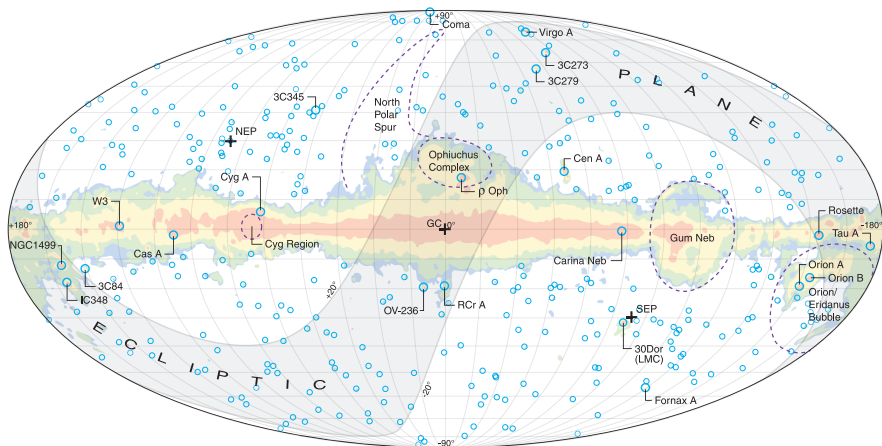 +90°
Coma
Virgo A
3C273
3C279
P L A N E
3C345
North
Polar
Spur
NEP
Ophiuchus
Complex
Cen A
Cyg A
ρ Oph
W3
+180°
GC
0°
-180°
Rosette
Tau A
NGC1499
Cas A
Cyg Region
Carina Neb
Gum Neb
Orion A
Orion B
3C84
IC348
Orion/
Eridanus
Bubble
+20°
OV-236
RCr A
SEP
30Dor
(LMC)
E C L I P T I C
-20°
Fornax A
-90°